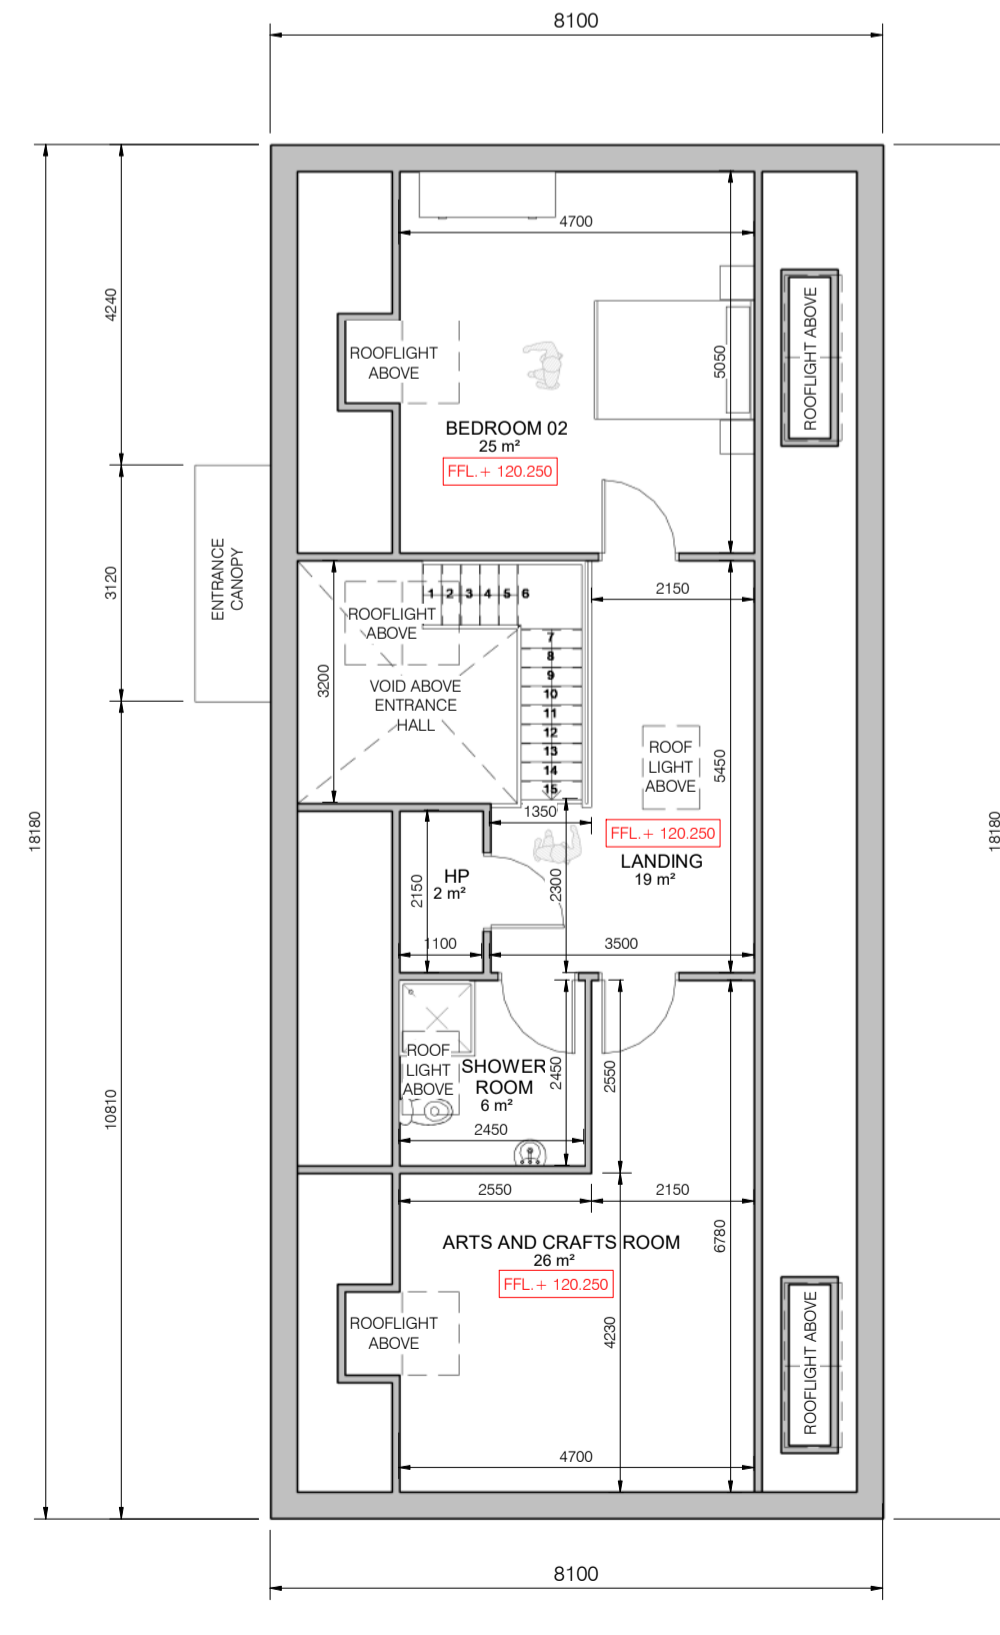 8100
4240
4700
5050
ROOFLIGHT
ABOVE
ROOFLIGHT ABOVE
BEDROOM 02
25 m²
FFL.+ 120.250
ENTRANCE
CANOPY
3120
1 2 3 4 5 6
2150
ROOFLIGHT
ABOVE
7
8
9
10
11
12
13
14
15
3200
VOID ABOVE
ENTRANCE
HALL
ROOF
LIGHT
ABOVE
5450
18180
18180
1350
FFL.+ 120.250
LANDING
19 m²
HP
2 m²
2150
2300
1100
3500
ROOF
LIGHT
ABOVE
SHOWER
ROOM
6 m²
2450
2550
2450
10810
2550
2150
6780
ARTS AND CRAFTS ROOM
26 m²
FFL.+ 120.250
ROOFLIGHT
ABOVE
4230
ROOFLIGHT ABOVE
4700
8100